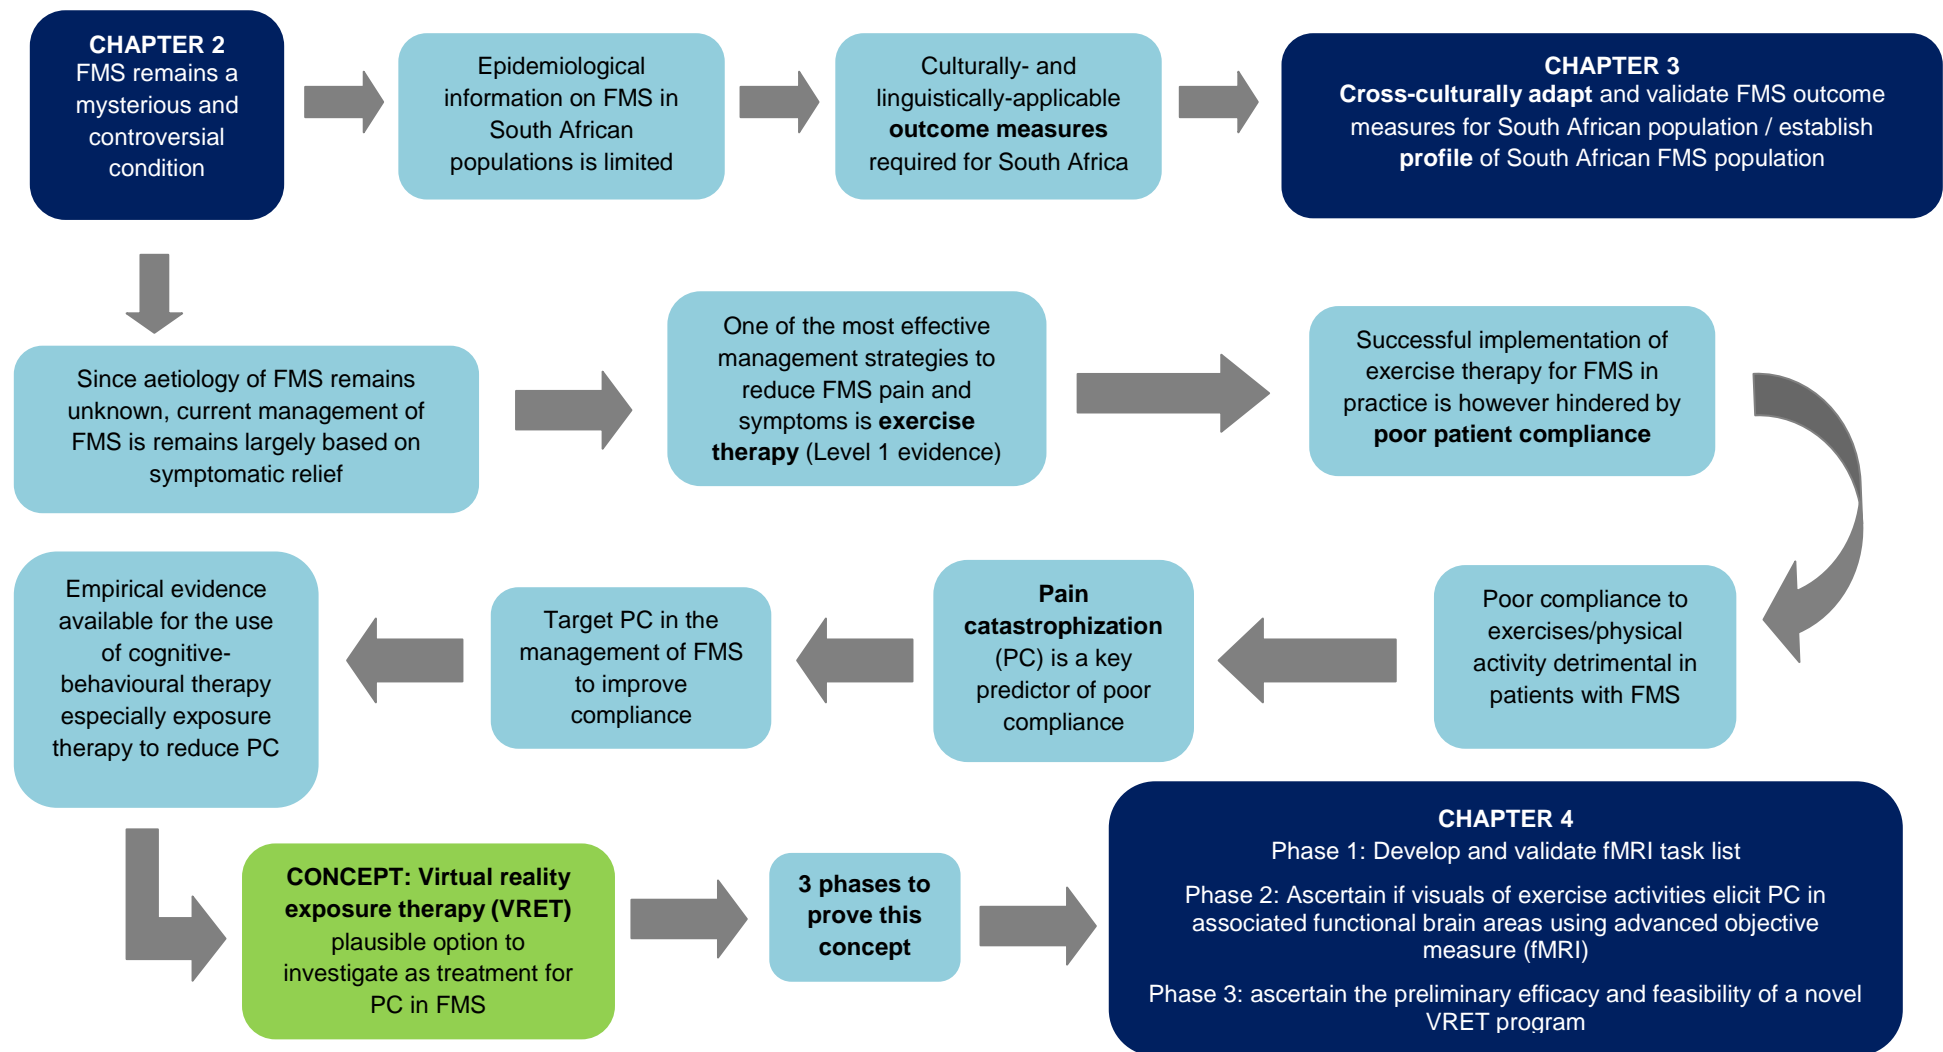 CHAPTER 2
FMS remains a
mysterious and
controversial
condition
Epidemiological
information on FMS in
South African
populations is limited
Culturally- and
linguistically-applicable
outcome measures
required for South Africa
CHAPTER 3
Cross-culturally adapt and validate FMS outcome
measures for South African population / establish
profile of South African FMS population
Since aetiology of FMS remains
unknown, current management of
FMS is remains largely based on
symptomatic relief
One of the most effective
management strategies to
reduce FMS pain and
symptoms is exercise
therapy (Level 1 evidence)
Successful implementation of
exercise therapy for FMS in
practice is however hindered by
poor patient compliance
Poor compliance to
exercises/physical
activity detrimental in
patients with FMS
Pain
catastrophization
(PC) is a key
predictor of poor
compliance
Target PC in the
management of FMS
to improve
compliance
Empirical evidence
available for the use
of cognitive-
behavioural therapy
especially exposure
therapy to reduce PC
CONCEPT: Virtual reality
exposure therapy (VRET)
plausible option to
investigate as treatment for
PC in FMS
3 phases to
prove this
concept
CHAPTER 4
Phase 1: Develop and validate fMRI task list
Phase 2: Ascertain if visuals of exercise activities elicit PC in
associated functional brain areas using advanced objective
measure (fMRI)
Phase 3: ascertain the preliminary efficacy and feasibility of a novel
VRET program